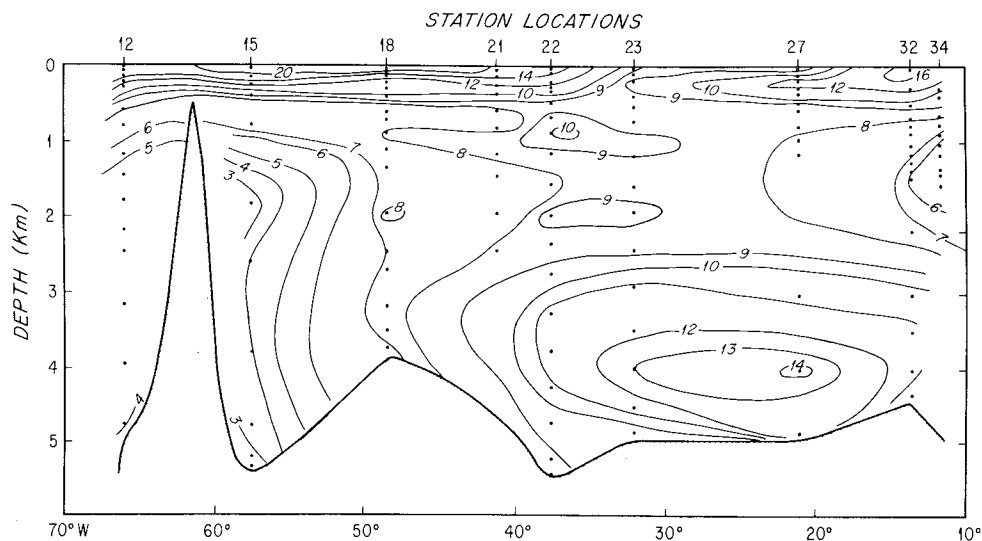 STATION LOCATIONS
12 15 18 21 22 23 27 32 34
0 20 14 12 10 9 9 10 12 16
1 6 5 7 6 5 4 3 8 10 9 8
2 8 9 6 7
3 9 10
4 4 12 13 14
5 3
DEPTH (Km)
70°W 60° 50° 40° 30° 20° 10°